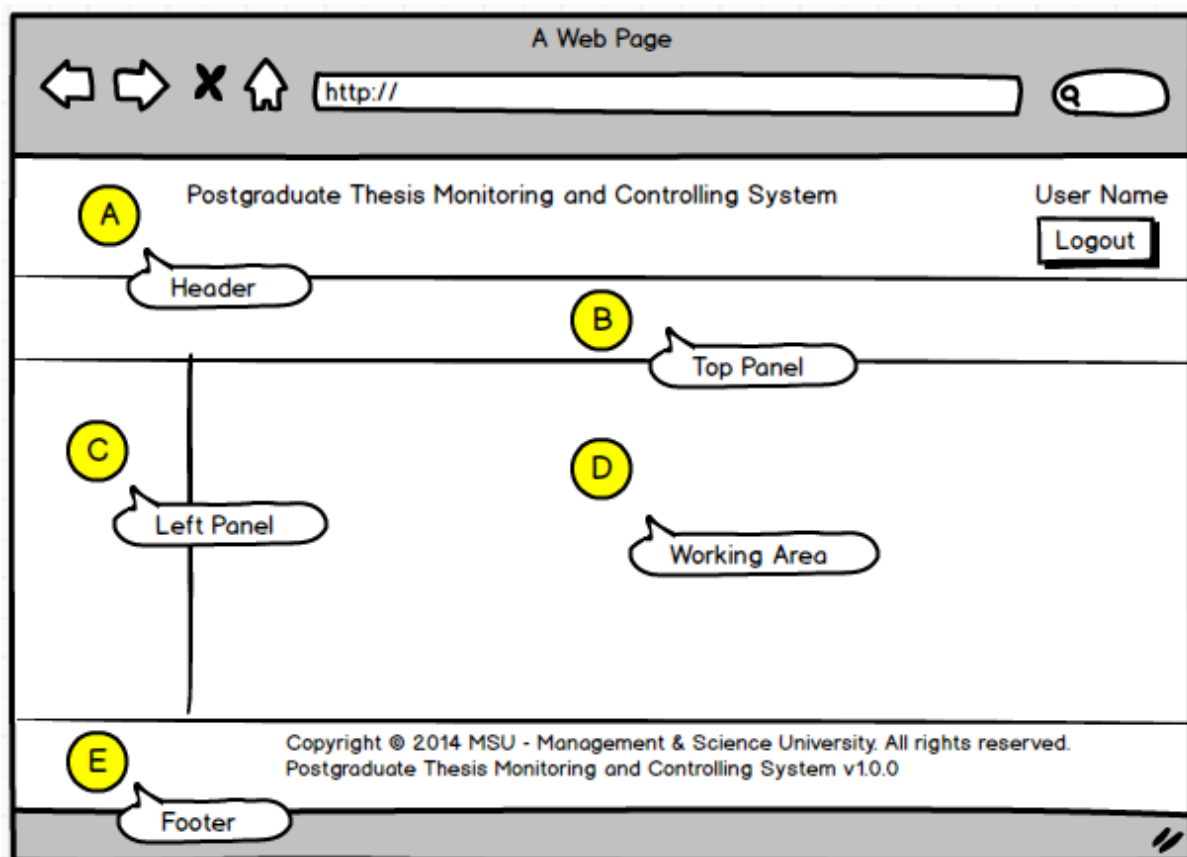 A Web Page
http://
A
Postgraduate Thesis Monitoring and Controlling System
User Name
Logout
Header
B
Top Panel
C
D
Left Panel
Working Area
E
Copyright © 2014 MSU - Management & Science University. All rights reserved.
Postgraduate Thesis Monitoring and Controlling System v1.0.0
Footer